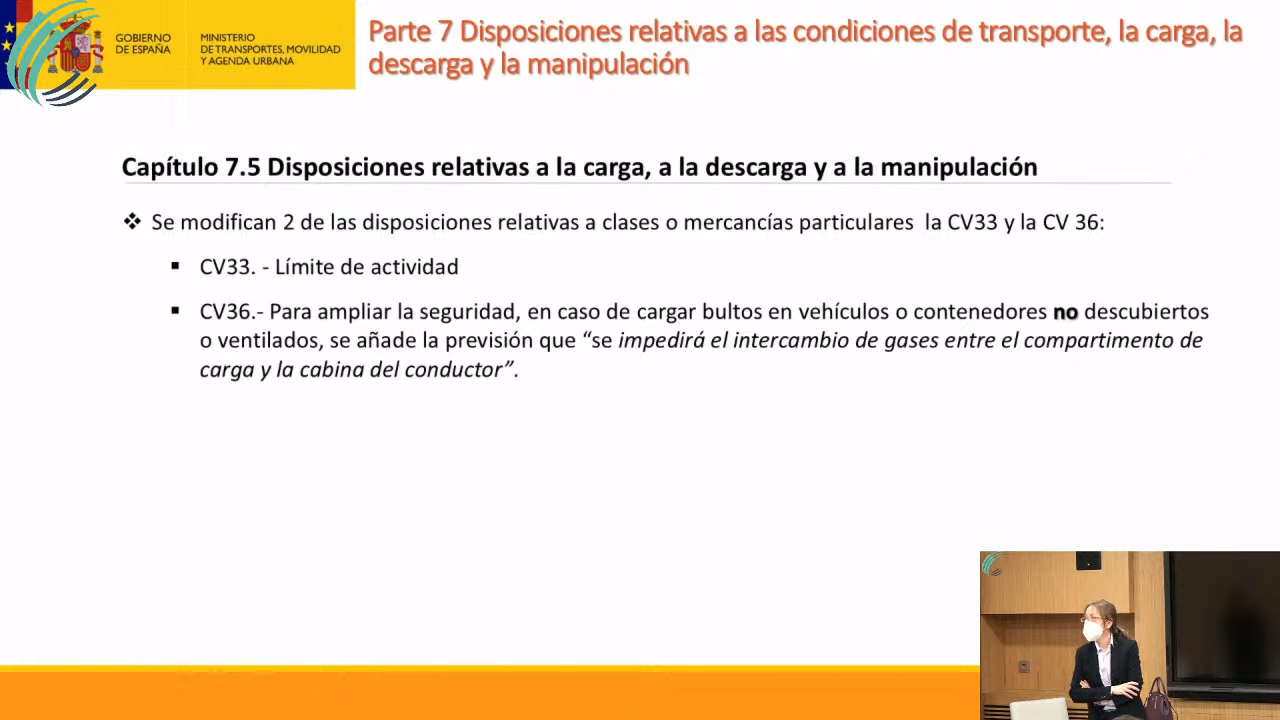 GOBIERNO
DE ESPAÑA
MINISTERIO
DE TRANSPORTES, MOVILIDAD
Y AGENDA URBANA
Parte 7 Disposiciones relativas a las condiciones de transporte, la carga, la
descarga y la manipulación
Capítulo 7.5 Disposiciones relativas a la carga, a la descarga y a la manipulación
❖ Se modifican 2 de las disposiciones relativas a clases o mercancías particulares la CV33 y la CV 36:
▪ CV33. - Límite de actividad
▪ CV36.- Para ampliar la seguridad, en caso de cargar bultos en vehículos o contenedores no descubiertos
o ventilados, se añade la previsión que “se impedirá el intercambio de gases entre el compartimento de
carga y la cabina del conductor”.